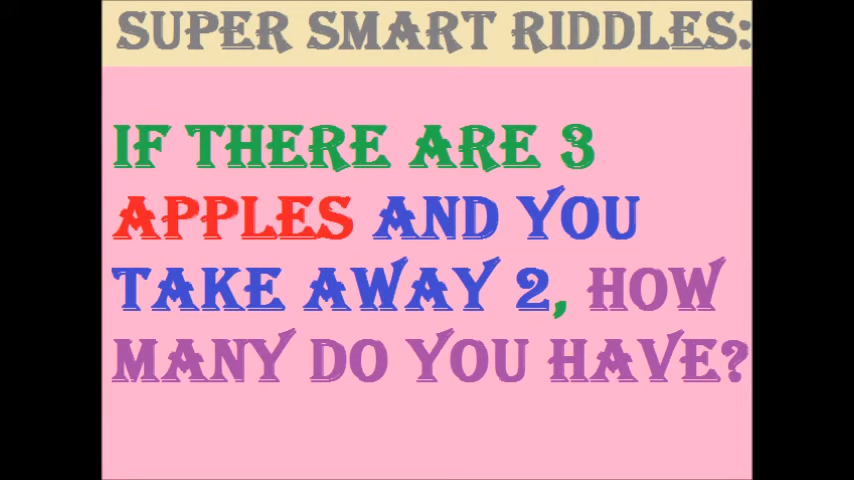 SUPER SMART RIDDLES:
IF THERE ARE 3
APPLES AND YOU
TAKE AWAY 2, HOW
MANY DO YOU HAVE?